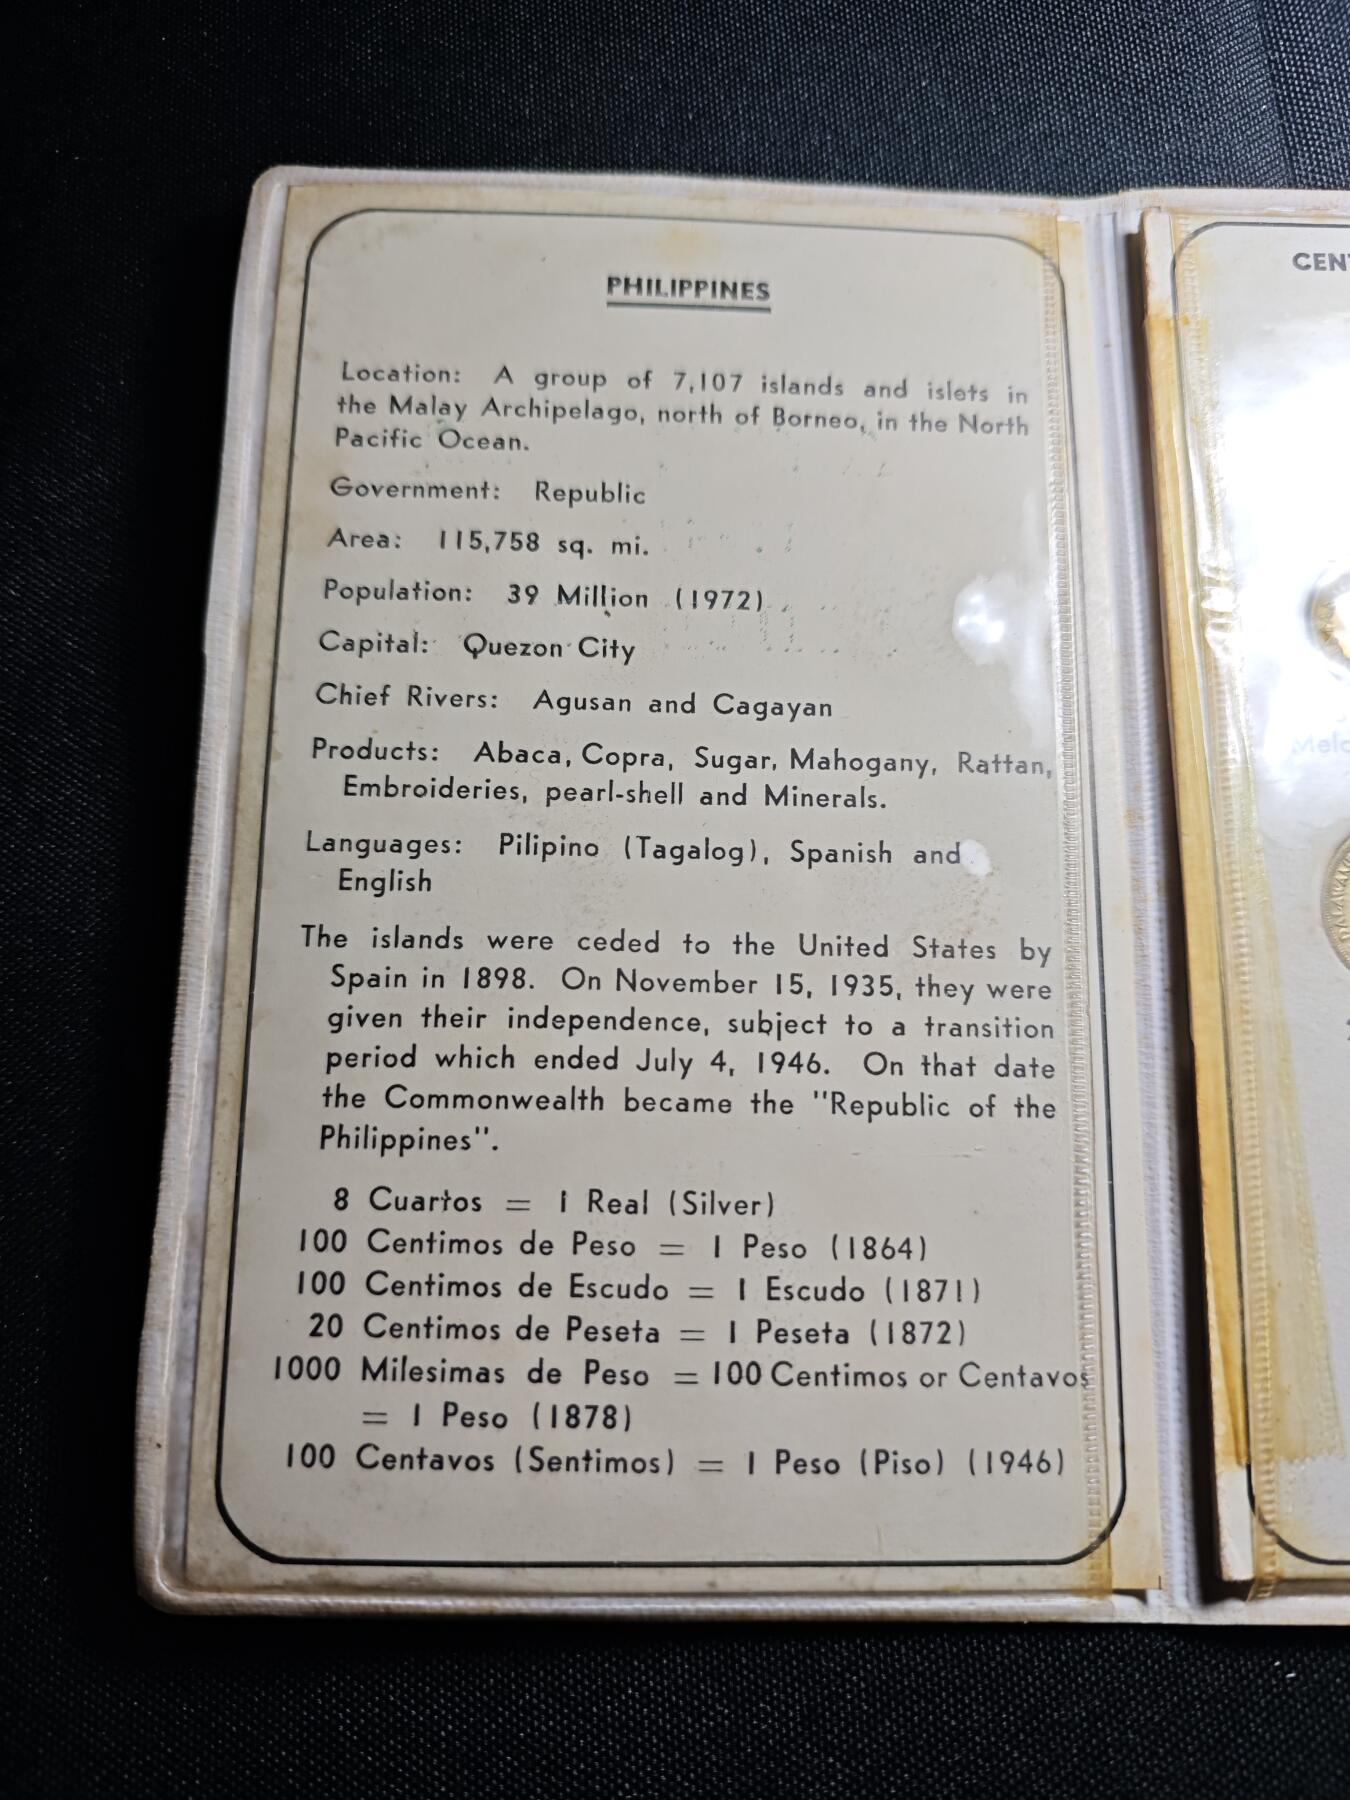 PHILIPPINES
Location: A group of 7,107 islands and islets in
the Malay Archipelago, north of Borneo, in the North
Pacific Ocean.
Government: Republic
Area: 115,758 sq. mi.
Population: 39 Million (1972)
Capital: Quezon City
Chief Rivers: Agusan and Cagayan
Products: Abaca, Copra, Sugar, Mahogany, Rattan,
Embroideries, pearl-shell and Minerals.
Languages: Pilipino (Tagalog), Spanish and
English
The islands were ceded to the United States by
Spain in 1898. On November 15, 1935, they were
given their independence, subject to a transition
period which ended July 4, 1946. On that date
the Commonwealth became the "Republic of the
Philippines".
8 Cuartos = 1 Real (Silver)
100 Centimos de Peso = 1 Peso (1864)
100 Centimos de Escudo = 1 Escudo (1871)
20 Centimos de Peseta = 1 Peseta (1872)
1000 Milesimas de Peso = 100 Centimos or Centavos
= 1 Peso (1878)
100 Centavos (Sentimos) = 1 Peso (Piso) (1946)
CEN